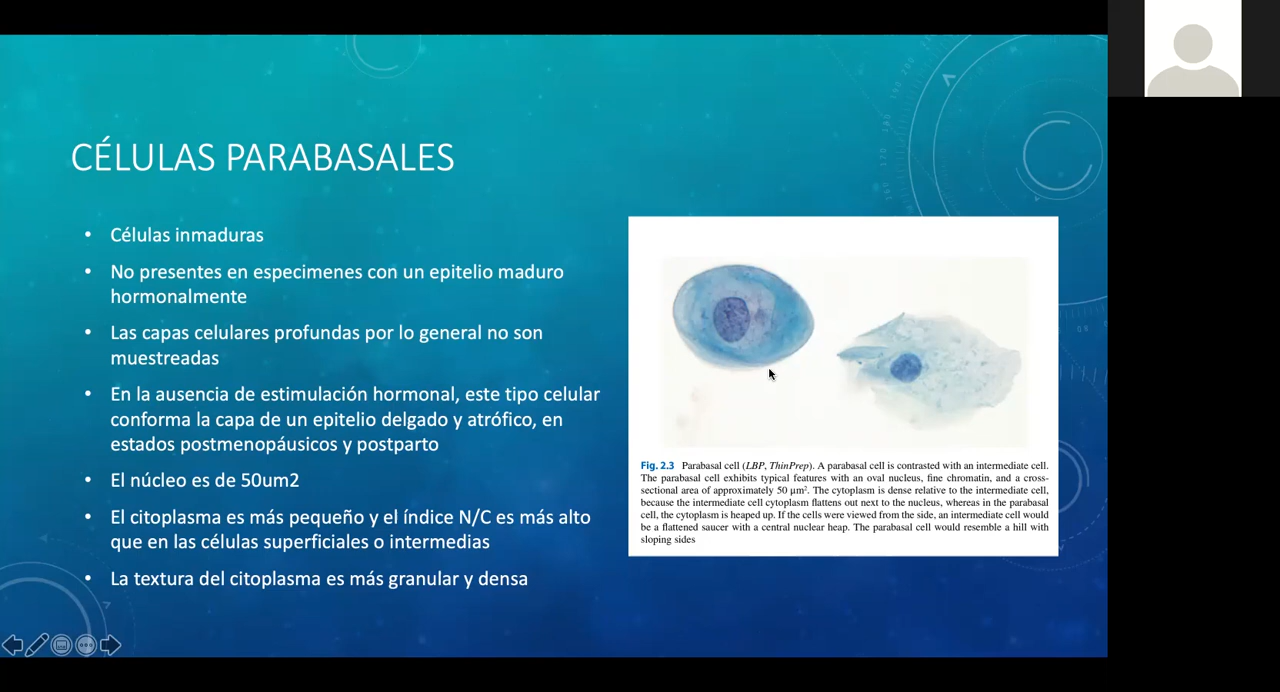 CÉLULAS PARABASALES
• Células inmaduras
• No presentes en especimenes con un epitelio maduro
hormonalmente
• Las capas celulares profundas por lo general no son
muestreadas
• En la ausencia de estimulación hormonal, este tipo celular
conforma la capa de un epitelio delgado y atrófico, en
estados postmenopáusicos y postparto
• El núcleo es de 50um2
• El citoplasma es más pequeño y el índice N/C es más alto
que en las células superficiales o intermedias
• La textura del citoplasma es más granular y densa
Fig. 2.3 Parabasal cell (LBP, ThinPrep). A parabasal cell is contrasted with an intermediate cell.
The parabasal cell exhibits typical features with an oval nucleus, fine chromatin, and a cross-
sectional area of approximately 50 µm². The cytoplasm is dense relative to the intermediate cell,
because the intermediate cell cytoplasm flattens out next to the nucleus, whereas in the parabasal
cell, the cytoplasm is heaped up. If the cells were viewed from the side, an intermediate cell would
be a flattened saucer with a central nuclear heap. The parabasal cell would resemble a hill with
sloping sides